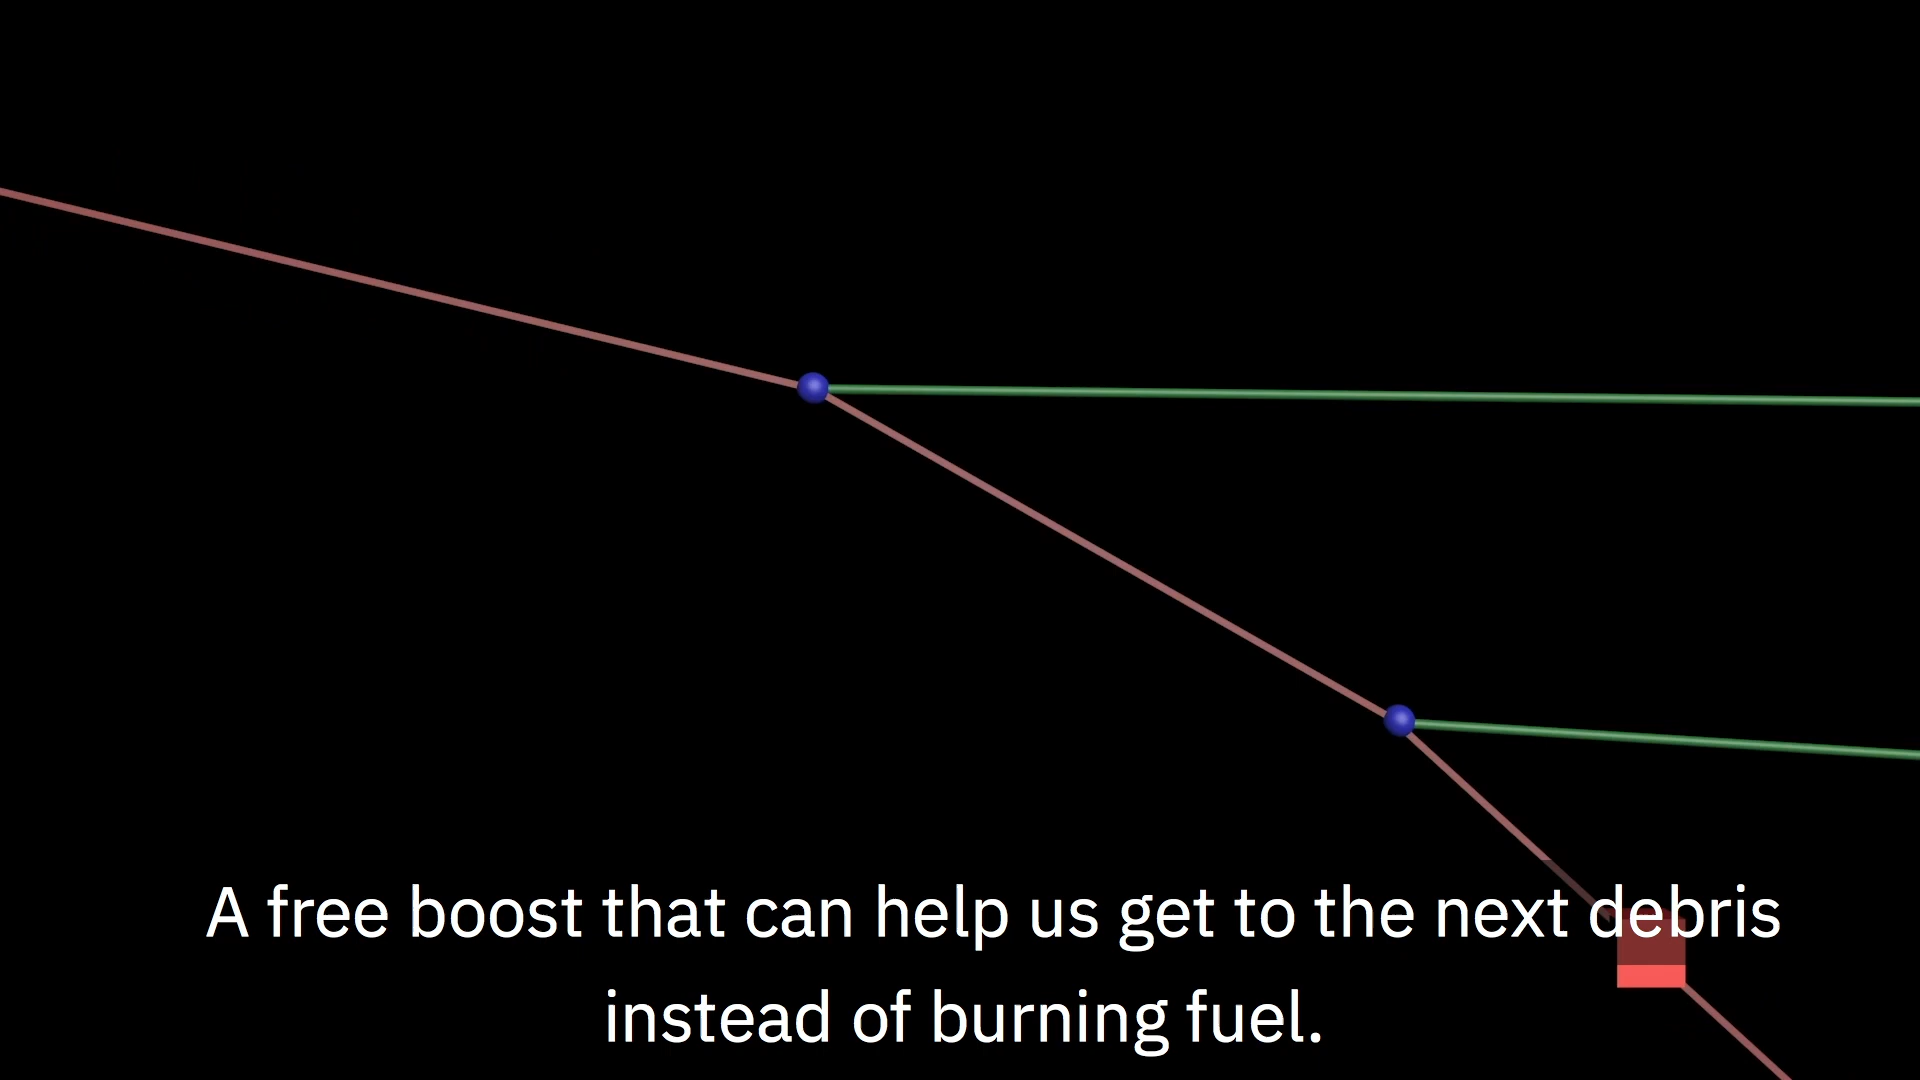 A free boost that can help us get to the next debris
instead of burning fuel.